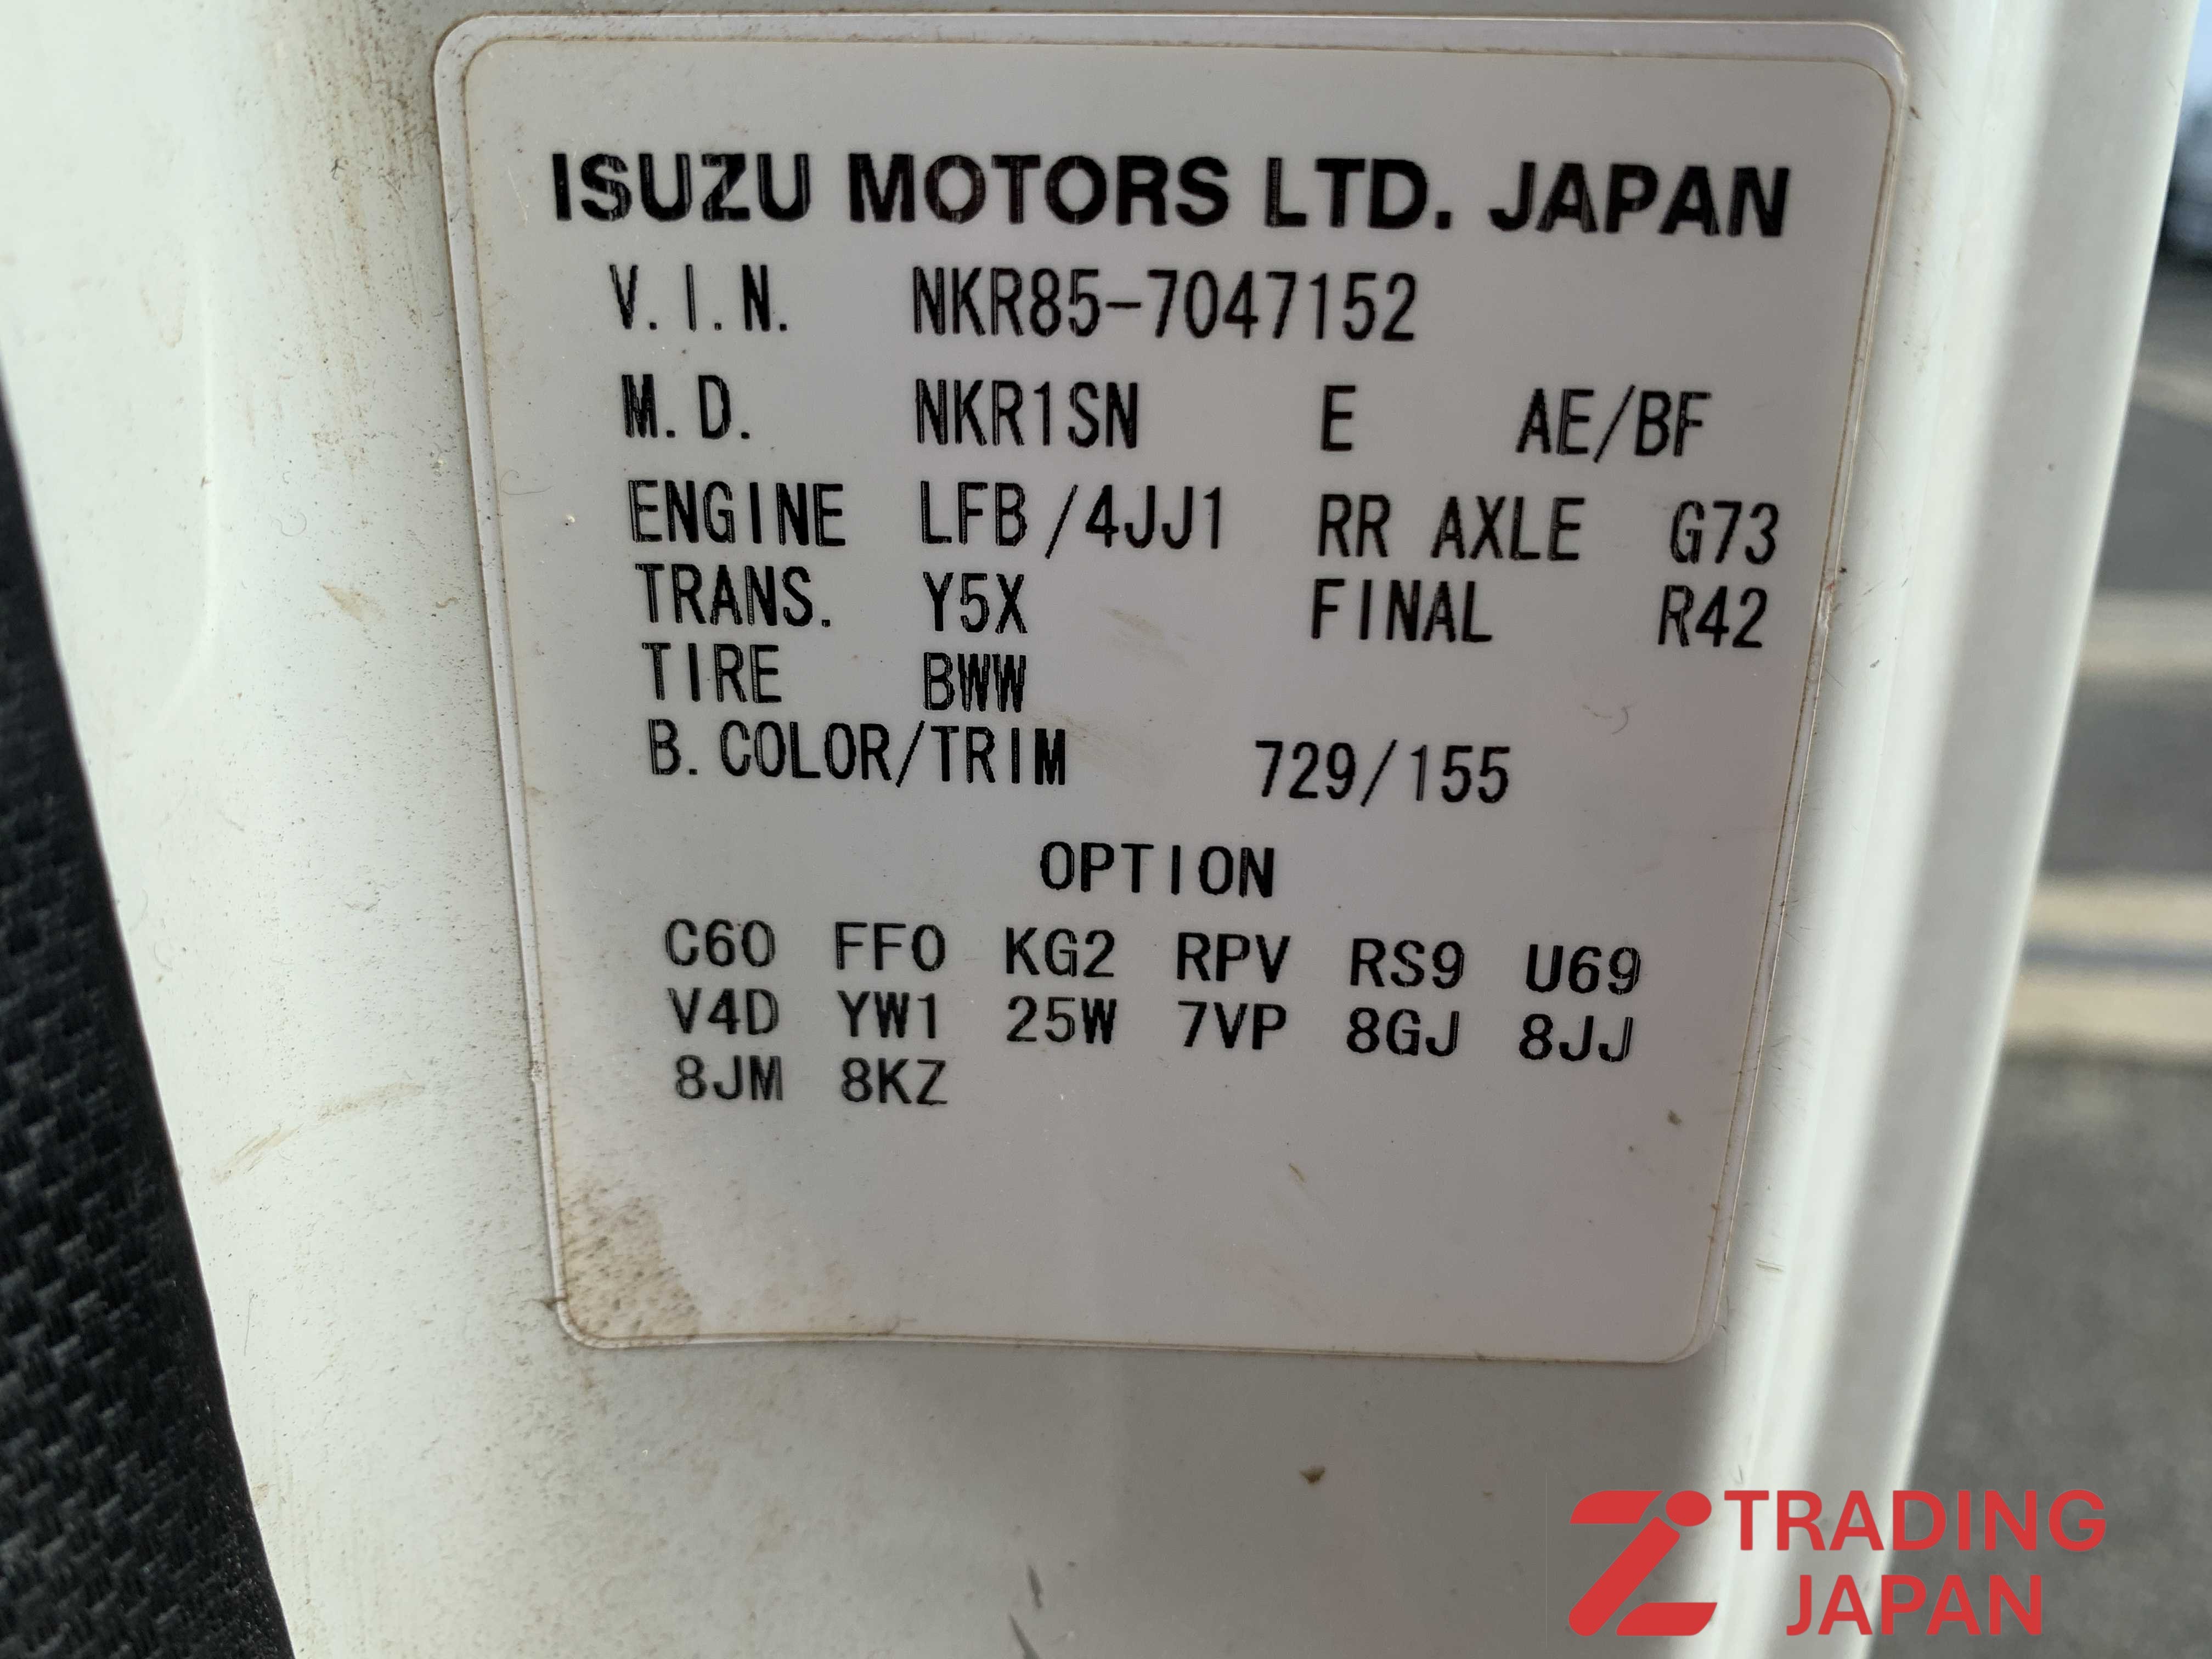 ISUZU MOTORS LTD. JAPAN
V.I.N. NKR85-7047152
M.D. NKR1SN E AE/BF
ENGINE LFB/4JJ1 RR AXLE G73
TRANS. Y5X FINAL R42
TIRE BWW
B.COLOR/TRIM 729/155
OPTION
C60 FF0 KG2 RPV RS9 U69
V4D YW1 25W 7VP 8GJ 8JJ
8JM 8KZ
TRADING
JAPAN